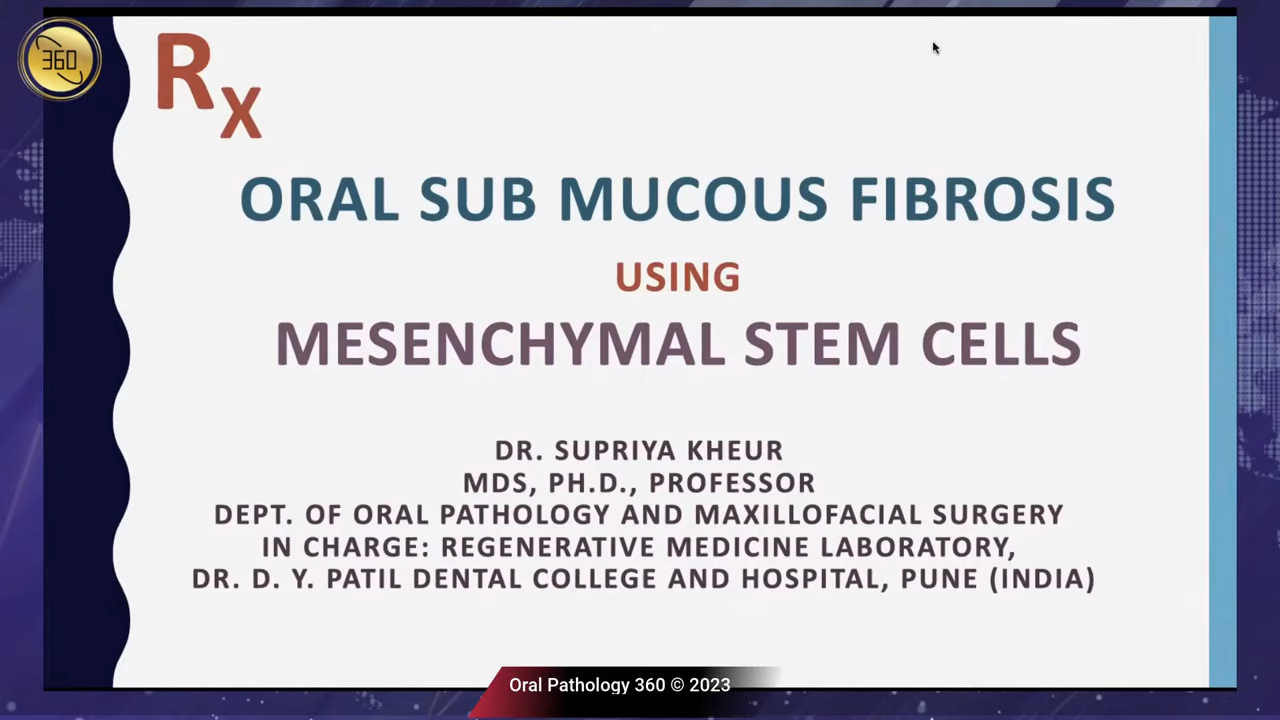 360
Rx
ORAL SUB MUCOUS FIBROSIS
USING
MESENCHYMAL STEM CELLS
DR. SUPRIYA KHEUR
MDS, PH.D., PROFESSOR
DEPT. OF ORAL PATHOLOGY AND MAXILLOFACIAL SURGERY
IN CHARGE: REGENERATIVE MEDICINE LABORATORY,
DR. D. Y. PATIL DENTAL COLLEGE AND HOSPITAL, PUNE (INDIA)
Oral Pathology 360 © 2023